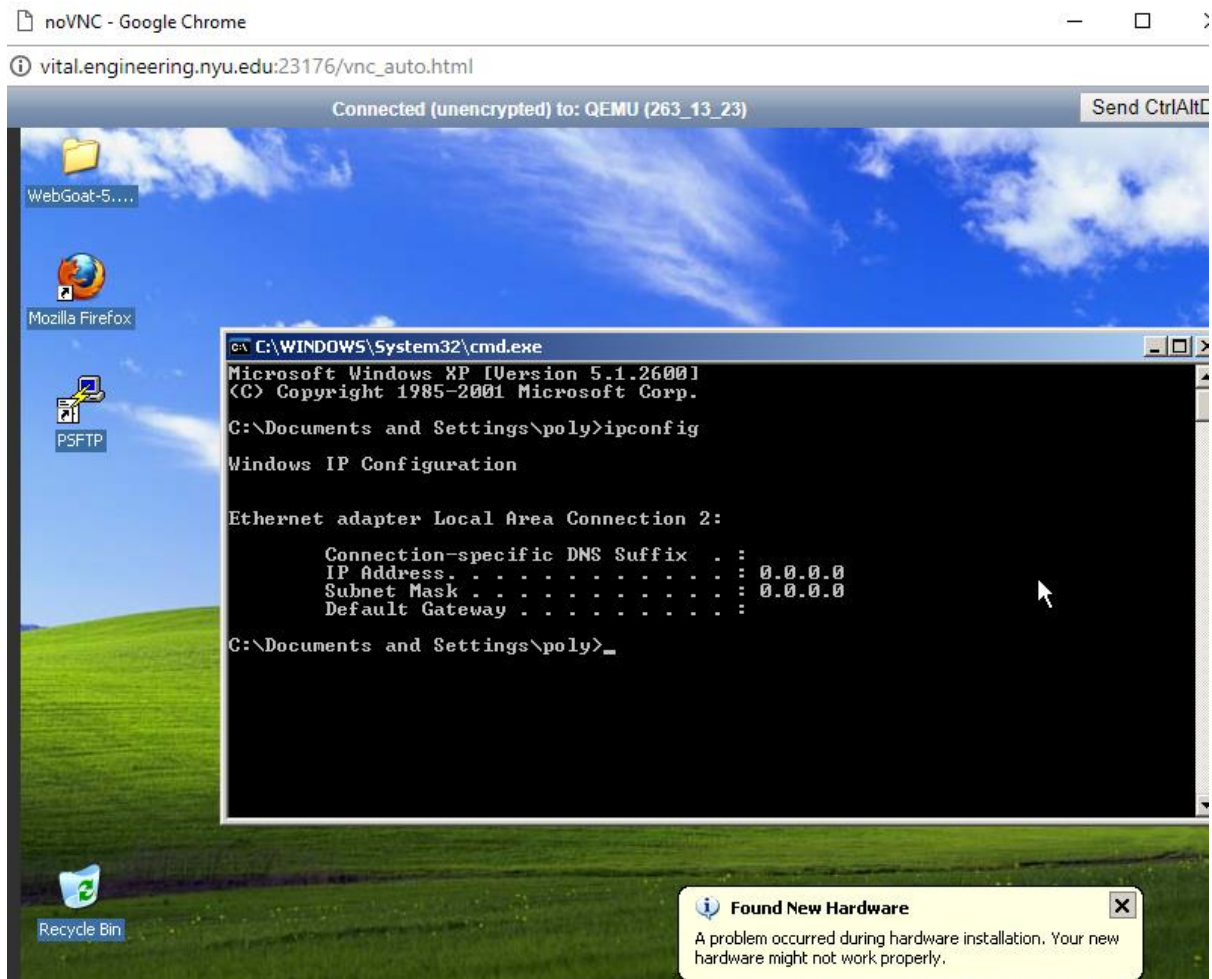 noVNC - Google Chrome
vital.engineering.nyu.edu:23176/vnc_auto.html
Connected (unencrypted) to: QEMU (263_13_23)
Send CtrlAltD
WebGoat-5....
Mozilla Firefox
PSFTP
C:\WINDOWS\System32\cmd.exe
Microsoft Windows XP [Version 5.1.2600]
(C) Copyright 1985-2001 Microsoft Corp.
C:\Documents and Settings\poly>ipconfig
Windows IP Configuration
Ethernet adapter Local Area Connection 2:
Connection-specific DNS Suffix . :
IP Address. . . . . . . . . . . . : 0.0.0.0
Subnet Mask . . . . . . . . . . . : 0.0.0.0
Default Gateway . . . . . . . . . :
C:\Documents and Settings\poly>_
Recycle Bin
Found New Hardware
A problem occurred during hardware installation. Your new
hardware might not work properly.